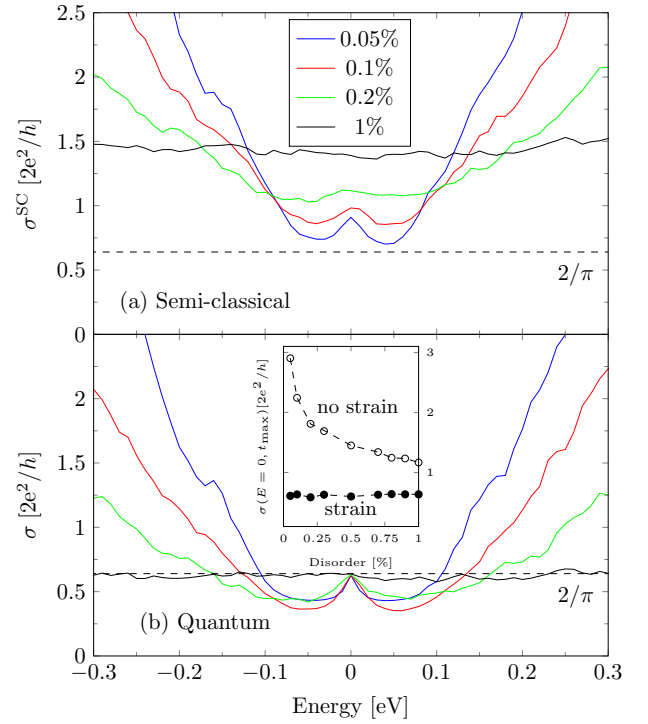 2.5
2
1.5
1
0.5
0
σ^SC [2e²/h]
0.05%
0.1%
0.2%
1%
2/π
(a) Semi-classical
2
1.5
1
0.5
0
σ [2e²/h]
3
2
1
σ(E = 0, t_max)[2e²/h]
no strain
strain
0 0.25 0.5 0.75 1
Disorder [%]
2/π
(b) Quantum
−0.3 −0.2 −0.1 0 0.1 0.2 0.3
Energy [eV]